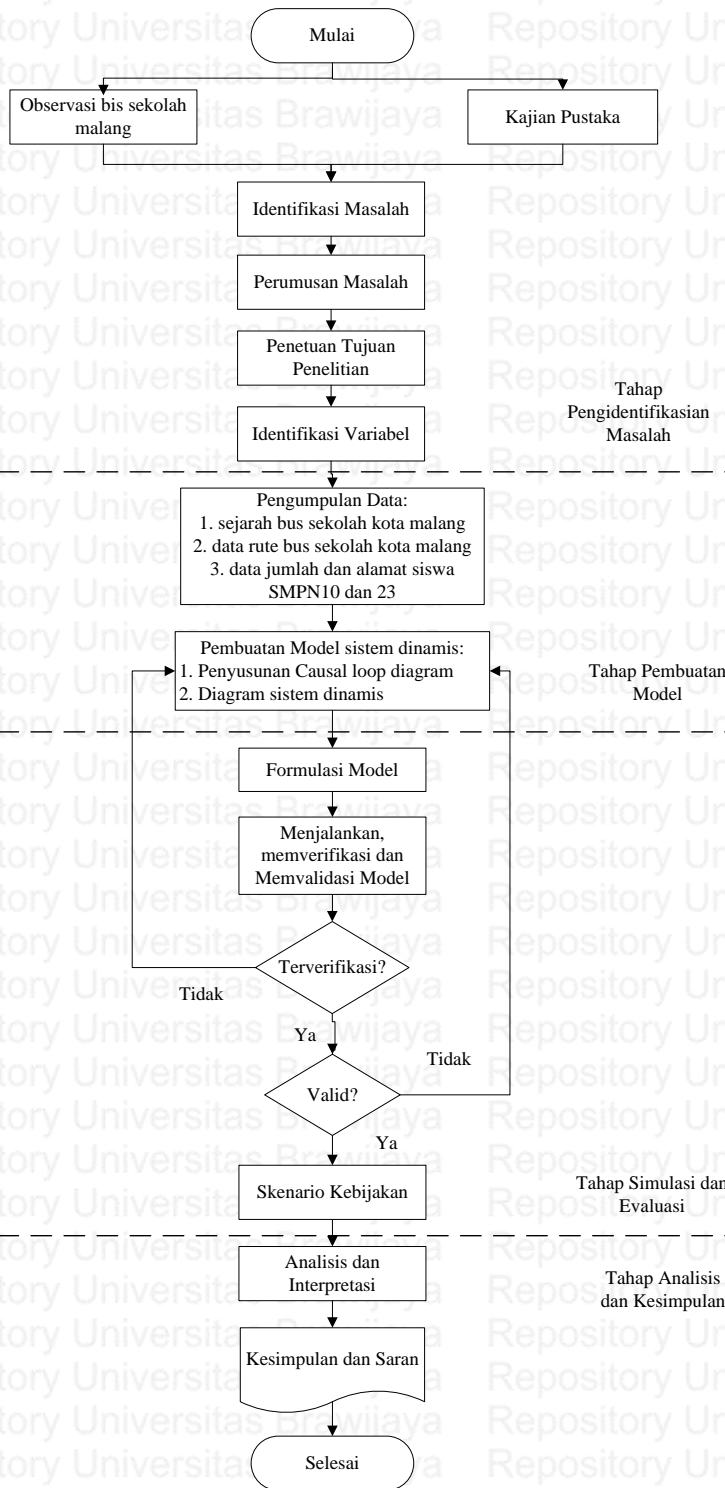 Mulai
Observasi bis sekolah
malang
Kajian Pustaka
Identifikasi Masalah
Perumusan Masalah
Penetuan Tujuan
Penelitian
Identifikasi Variabel
Tahap
Pengidentifikasian
Masalah
Pengumpulan Data:
1. sejarah bus sekolah kota malang
2. data rute bus sekolah kota malang
3. data jumlah dan alamat siswa
SMPN10 dan 23
Pembuatan Model sistem dinamis:
1. Penyusunan Causal loop diagram
2. Diagram sistem dinamis
Tahap Pembuatan
Model
Formulasi Model
Menjalankan,
memverifikasi dan
Memvalidasi Model
Terverifikasi?
Tidak
Ya
Valid?
Tidak
Ya
Skenario Kebijakan
Tahap Simulasi dan
Evaluasi
Analisis dan
Interpretasi
Tahap Analisis
dan Kesimpulan
Kesimpulan dan Saran
Selesai